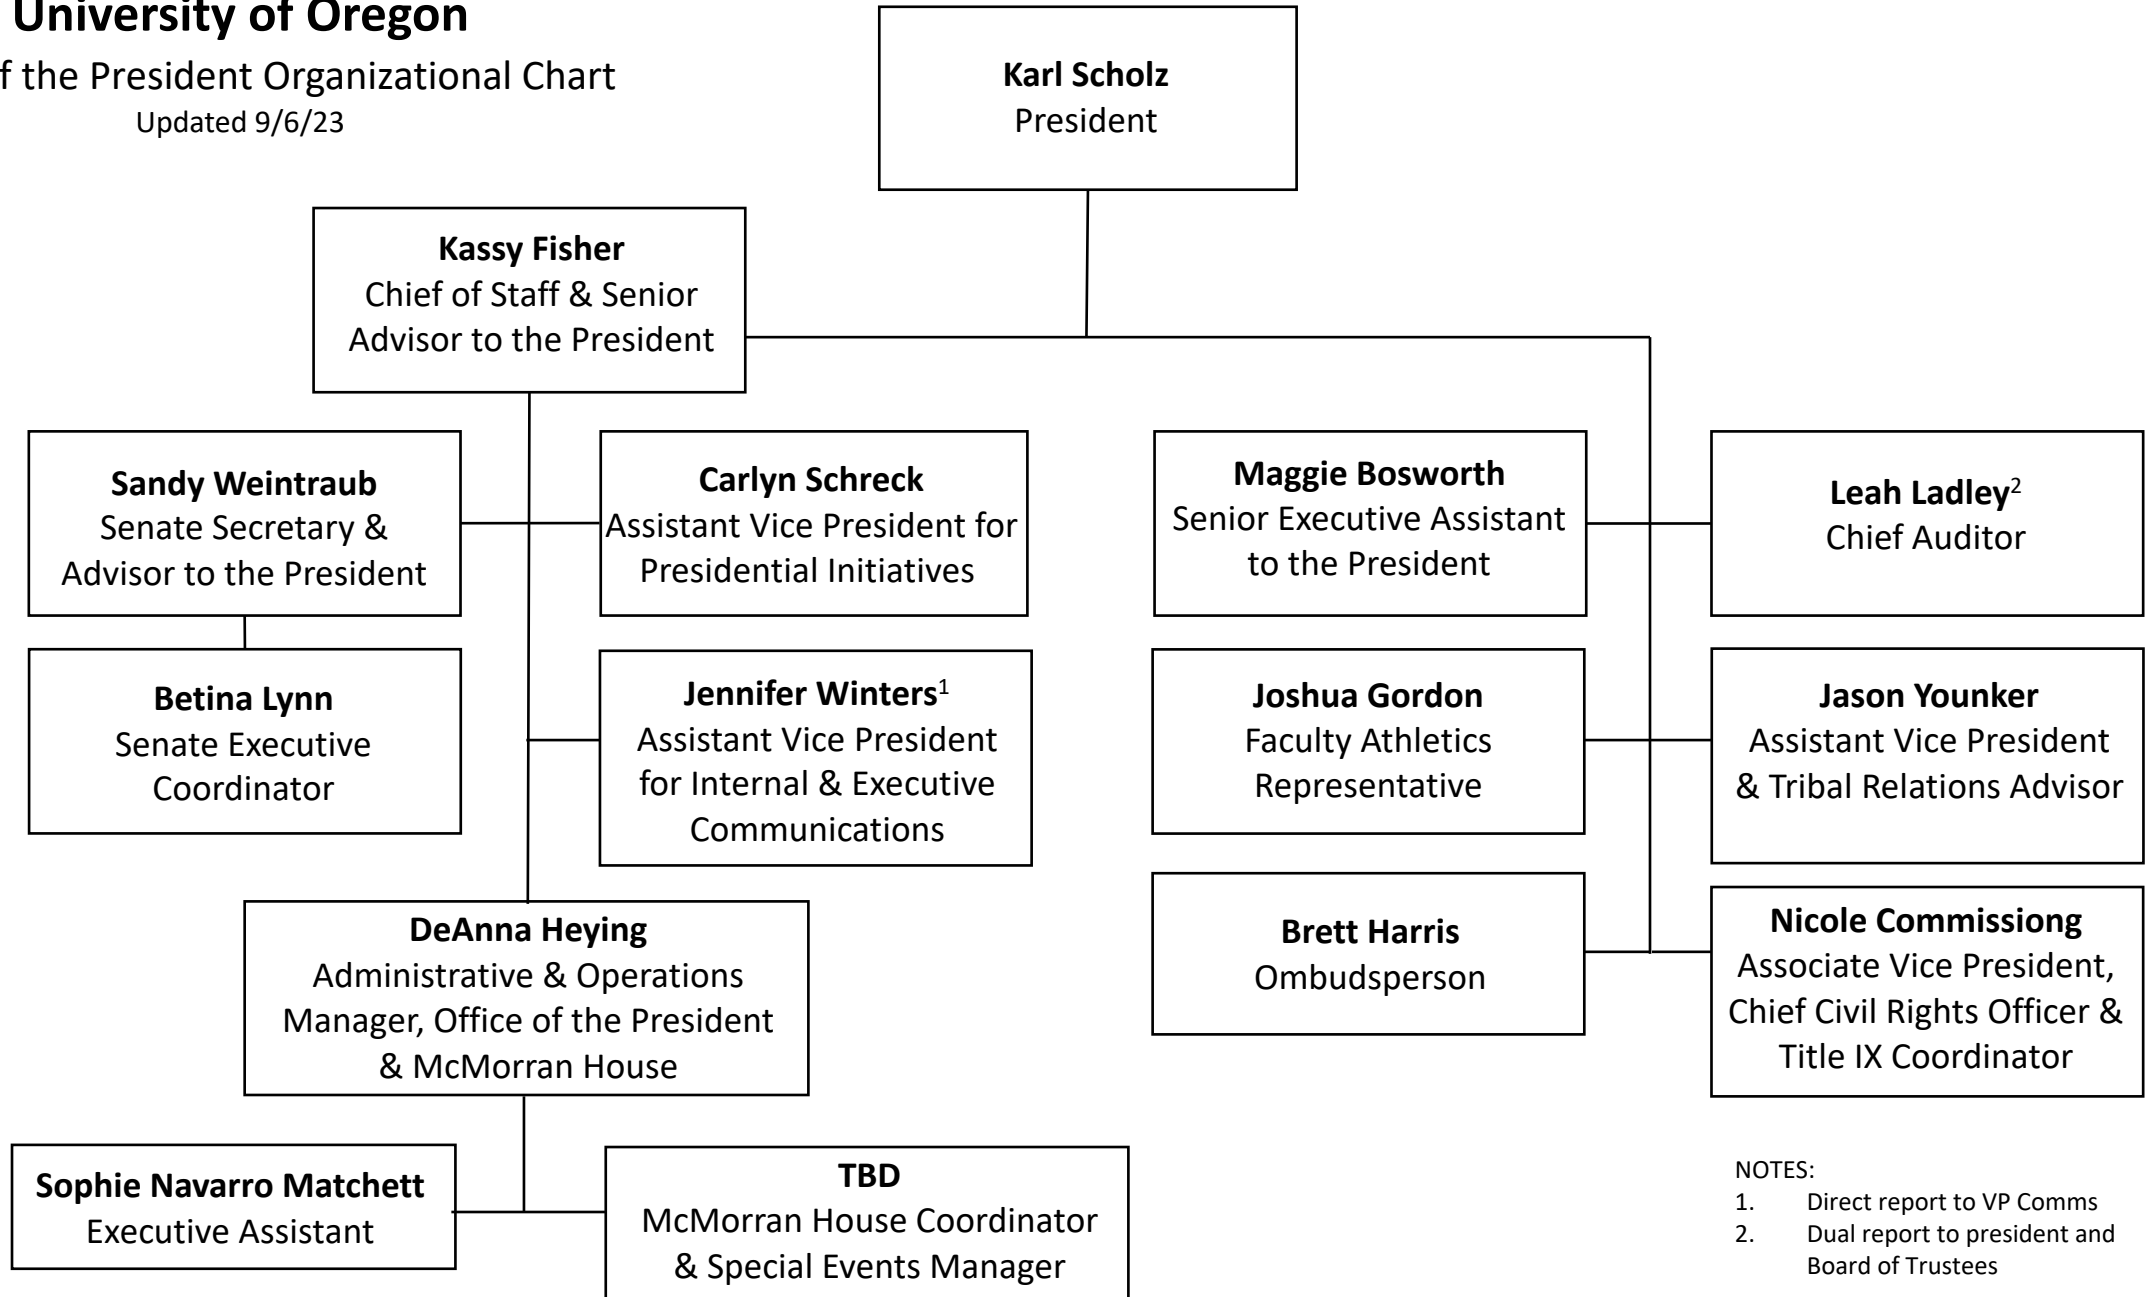 University of Oregon
f the President Organizational Chart
Updated 9/6/23
Karl Scholz
President
Kassy Fisher
Chief of Staff & Senior
Advisor to the President
Sandy Weintraub
Senate Secretary &
Advisor to the President
Carlyn Schreck
Assistant Vice President for
Presidential Initiatives
Maggie Bosworth
Senior Executive Assistant
to the President
Leah Ladley²
Chief Auditor
Betina Lynn
Senate Executive
Coordinator
Jennifer Winters¹
Assistant Vice President
for Internal & Executive
Communications
Joshua Gordon
Faculty Athletics
Representative
Jason Younker
Assistant Vice President
& Tribal Relations Advisor
DeAnna Heying
Administrative & Operations
Manager, Office of the President
& McMorran House
Brett Harris
Ombudsperson
Nicole Commissiong
Associate Vice President,
Chief Civil Rights Officer &
Title IX Coordinator
Sophie Navarro Matchett
Executive Assistant
TBD
McMorran House Coordinator
& Special Events Manager
NOTES:
1. Direct report to VP Comms
2. Dual report to president and
Board of Trustees